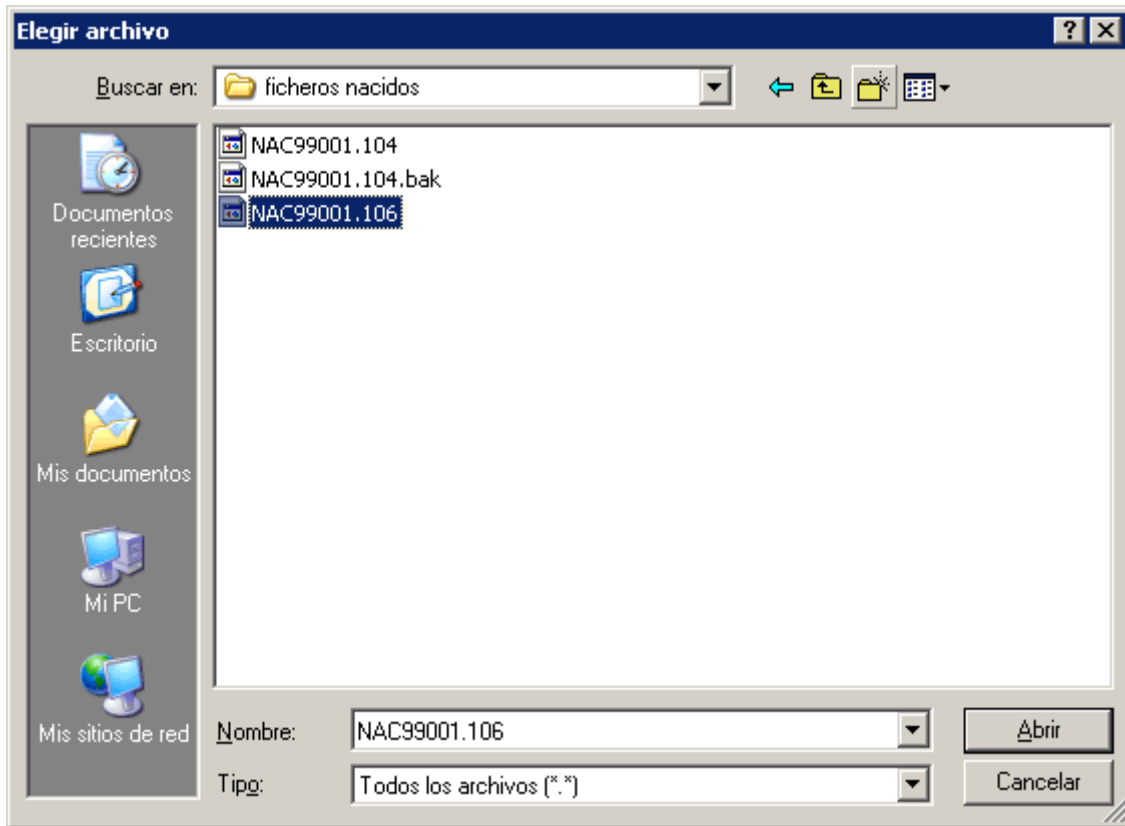 Elegir archivo
Buscar en: ficheros nacidos
NAC99001.104
NAC99001.104.bak
NAC99001.106
Documentos
recientes
Escritorio
Mis documentos
Mi PC
Mis sitios de red
Nombre: NAC99001.106 Abrir
Tipo: Todos los archivos (*.*) Cancelar